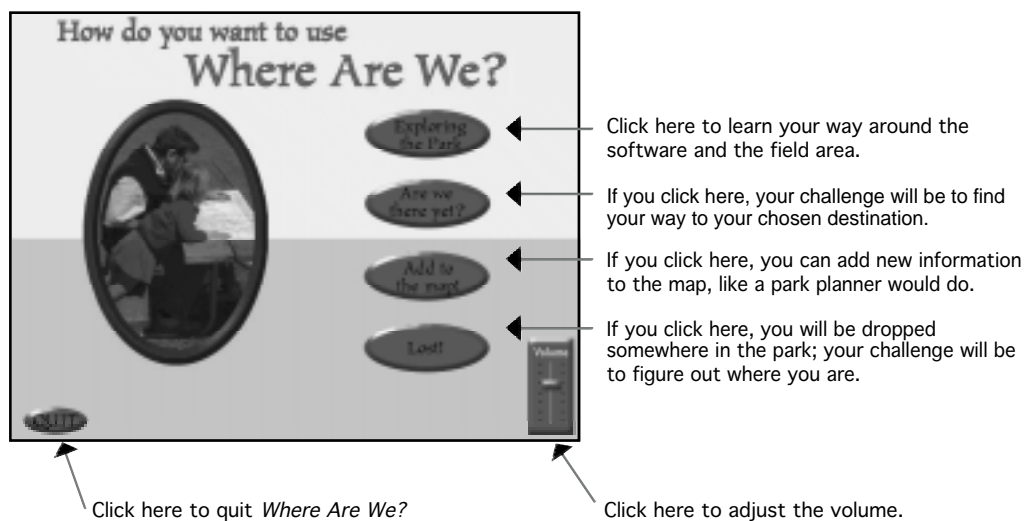 How do you want to use
Where Are We?
Exploring
the Park
Click here to learn your way around the
software and the field area.
Are we
there yet?
If you click here, your challenge will be to find
your way to your chosen destination.
Add to
the map!
If you click here, you can add new information
to the map, like a park planner would do.
Lost!
If you click here, you will be dropped
somewhere in the park; your challenge will be
to figure out where you are.
Volume
QUIT
Click here to quit Where Are We?
Click here to adjust the volume.